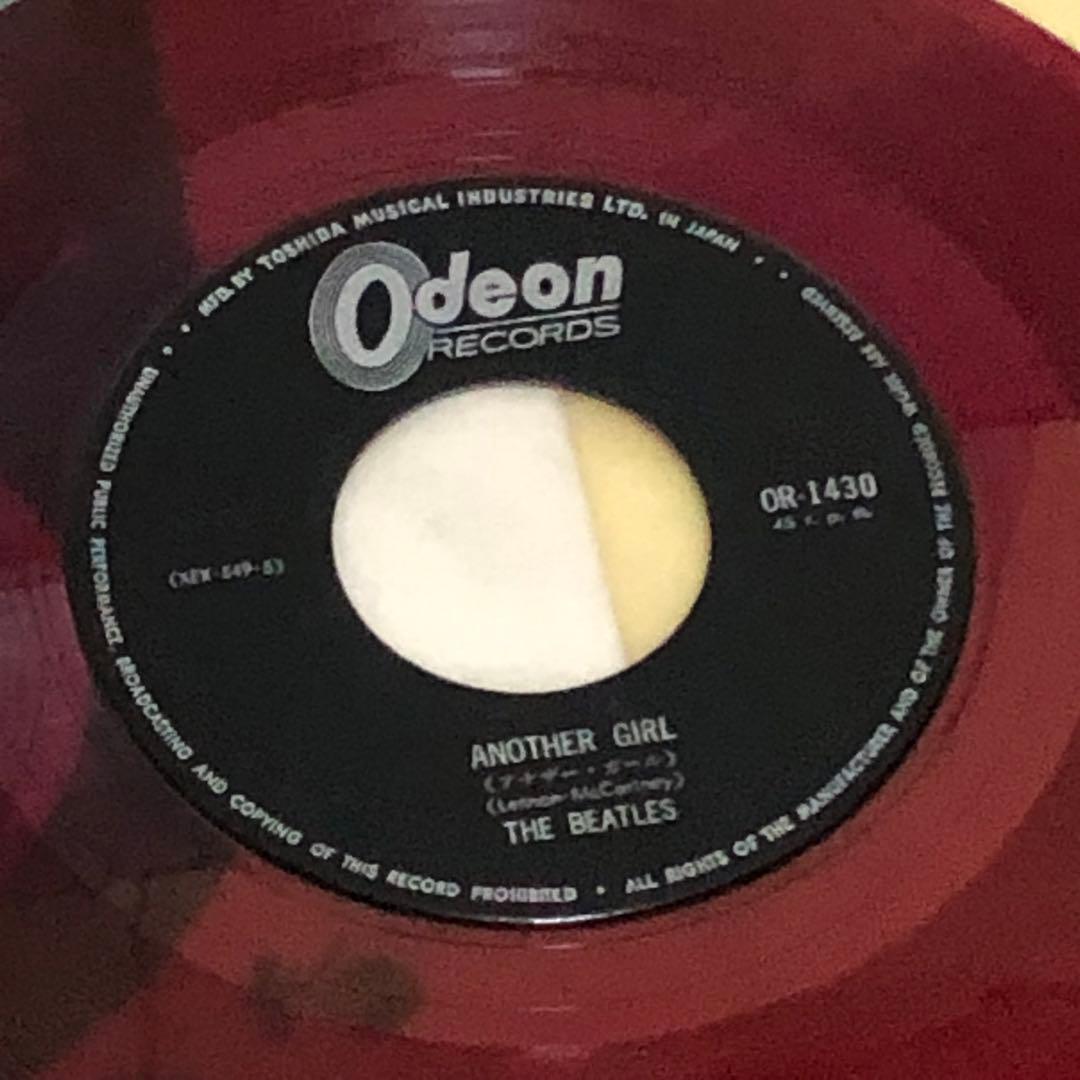 MFD. BY TOSHIBA MUSICAL INDUSTRIES LTD. IN JAPAN
Odeon
RECORDS
OR-1430
45 r. p. m.
ANOTHER GIRL
(アナザー・ガール)
(Lennon-McCartney)
THE BEATLES
ALL RIGHTS OF THE MANUFACTURER AND OF THE OWNER OF THE RECORDED WORK ARE RESERVED
UNAUTHORIZED PUBLIC PERFORMANCE, BROADCASTING AND COPYING OF THIS RECORD PROHIBITED